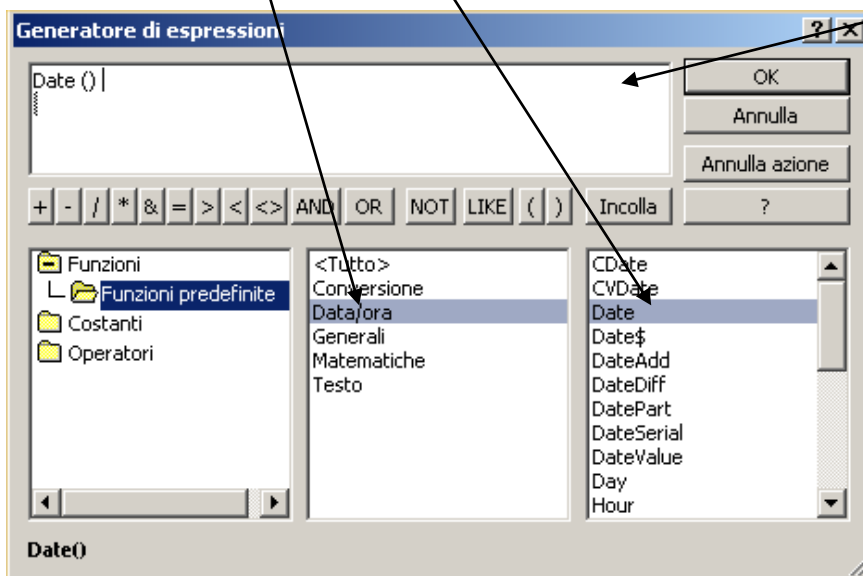 Generatore di espressioni ? X
Date ()
OK
Annulla
Annulla azione
+ - / * & = > < <> AND OR NOT LIKE ( ) Incolla ?
Funzioni
Funzioni predefinite
Costanti
Operatori
<Tutto>
Conversione
Data/ora
Generali
Matematiche
Testo
CDate
CVDate
Date
Date$
DateAdd
DateDiff
DatePart
DateSerial
DateValue
Day
Hour
Date()